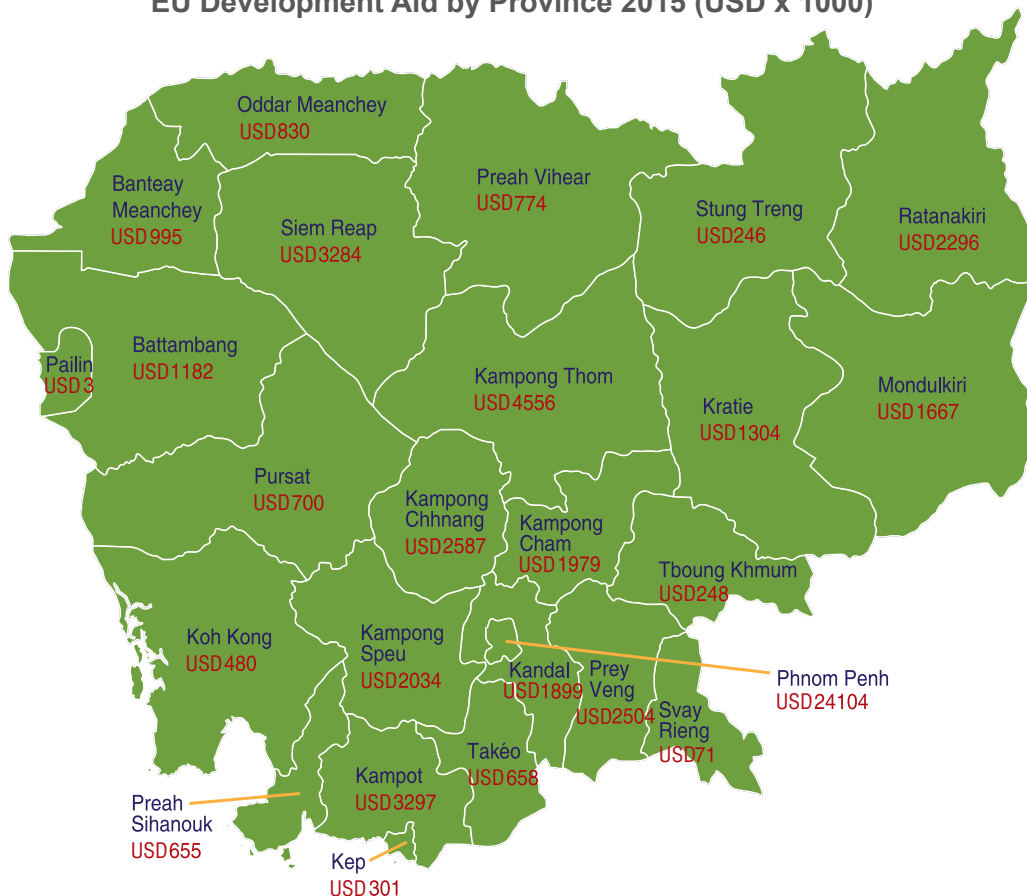 EU Development Aid by Province 2015 (USD x 1000)
Oddar Meanchey
USD830
Banteay
Meanchey
USD995
Siem Reap
USD3284
Preah Vihear
USD774
Stung Treng
USD246
Ratanakiri
USD2296
Pailin
USD3
Battambang
USD1182
Kampong Thom
USD4556
Kratie
USD1304
Mondulkiri
USD1667
Pursat
USD700
Kampong
Chhnang
USD2587
Kampong
Cham
USD1979
Tboung Khmum
USD248
Koh Kong
USD480
Kampong
Speu
USD2034
Kandal
USD1899
Prey
Veng
USD2504
Svay
Rieng
USD71
Phnom Penh
USD24104
Takéo
USD658
Kampot
USD3297
Preah
Sihanouk
USD655
Kep
USD301